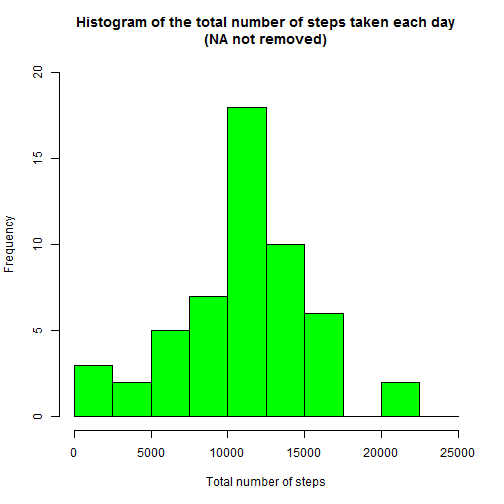 Histogram of the total number of steps taken each day
(NA not removed)
20
15
10
5
0
Frequency
0 5000 10000 15000 20000 25000
Total number of steps